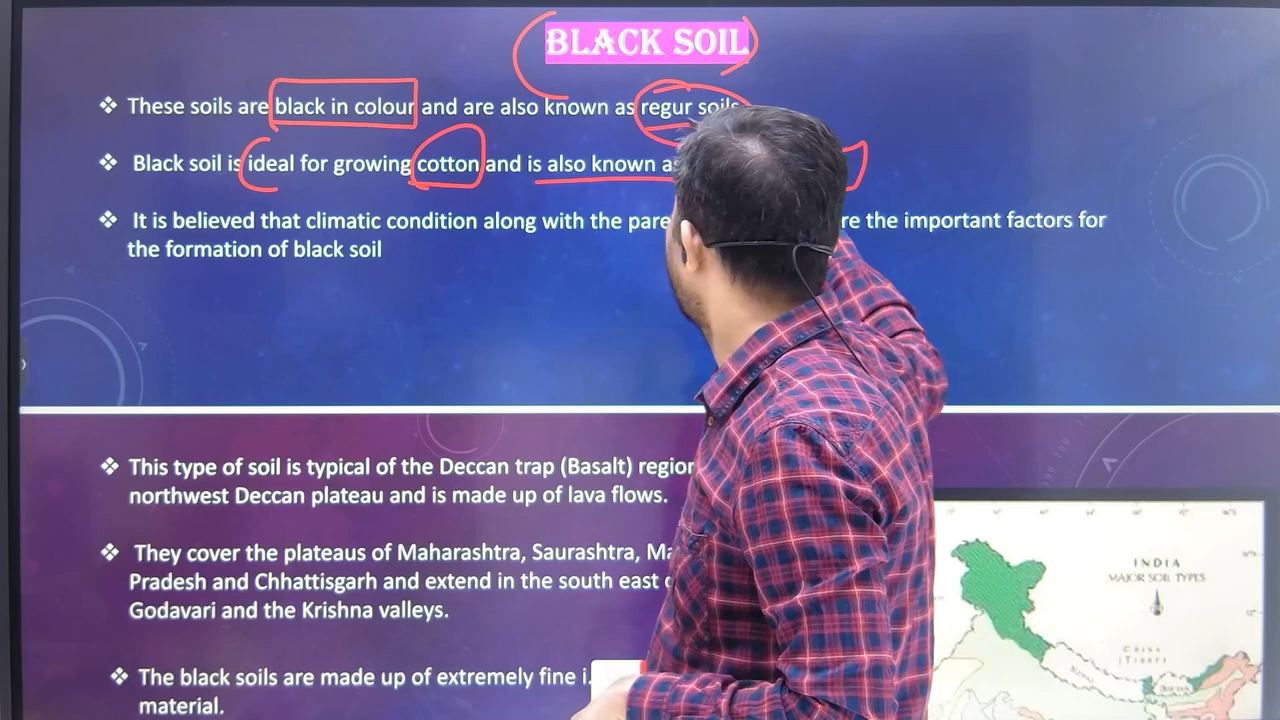 BLACK SOIL
❖ These soils are black in colour and are also known as regur soils
❖ Black soil is ideal for growing cotton and is also known as
❖ It is believed that climatic condition along with the the important factors for
the formation of black soil
❖ This type of soil is typical of the Deccan trap (Basalt) region
northwest Deccan plateau and is made up of lava flows.
❖ They cover the plateaus of Maharashtra, Saurashtra,
Pradesh and Chhattisgarh and extend in the south east
Godavari and the Krishna valleys.
❖ The black soils are made up of extremely fine
material.
INDIA
MAJOR SOIL TYPES
CHINA
(TIBET)
NEPAL
BHUTAN